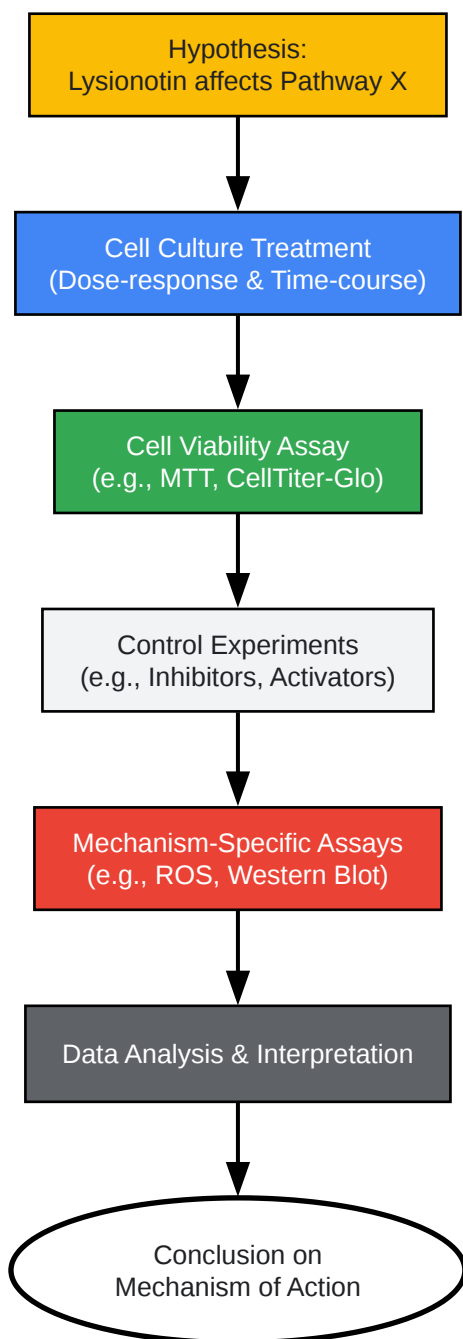 Hypothesis:
Lysionotin affects Pathway X
Cell Culture Treatment
(Dose-response & Time-course)
Cell Viability Assay
(e.g., MTT, CellTiter-Glo)
Control Experiments
(e.g., Inhibitors, Activators)
Mechanism-Specific Assays
(e.g., ROS, Western Blot)
Data Analysis & Interpretation
Conclusion on
Mechanism of Action